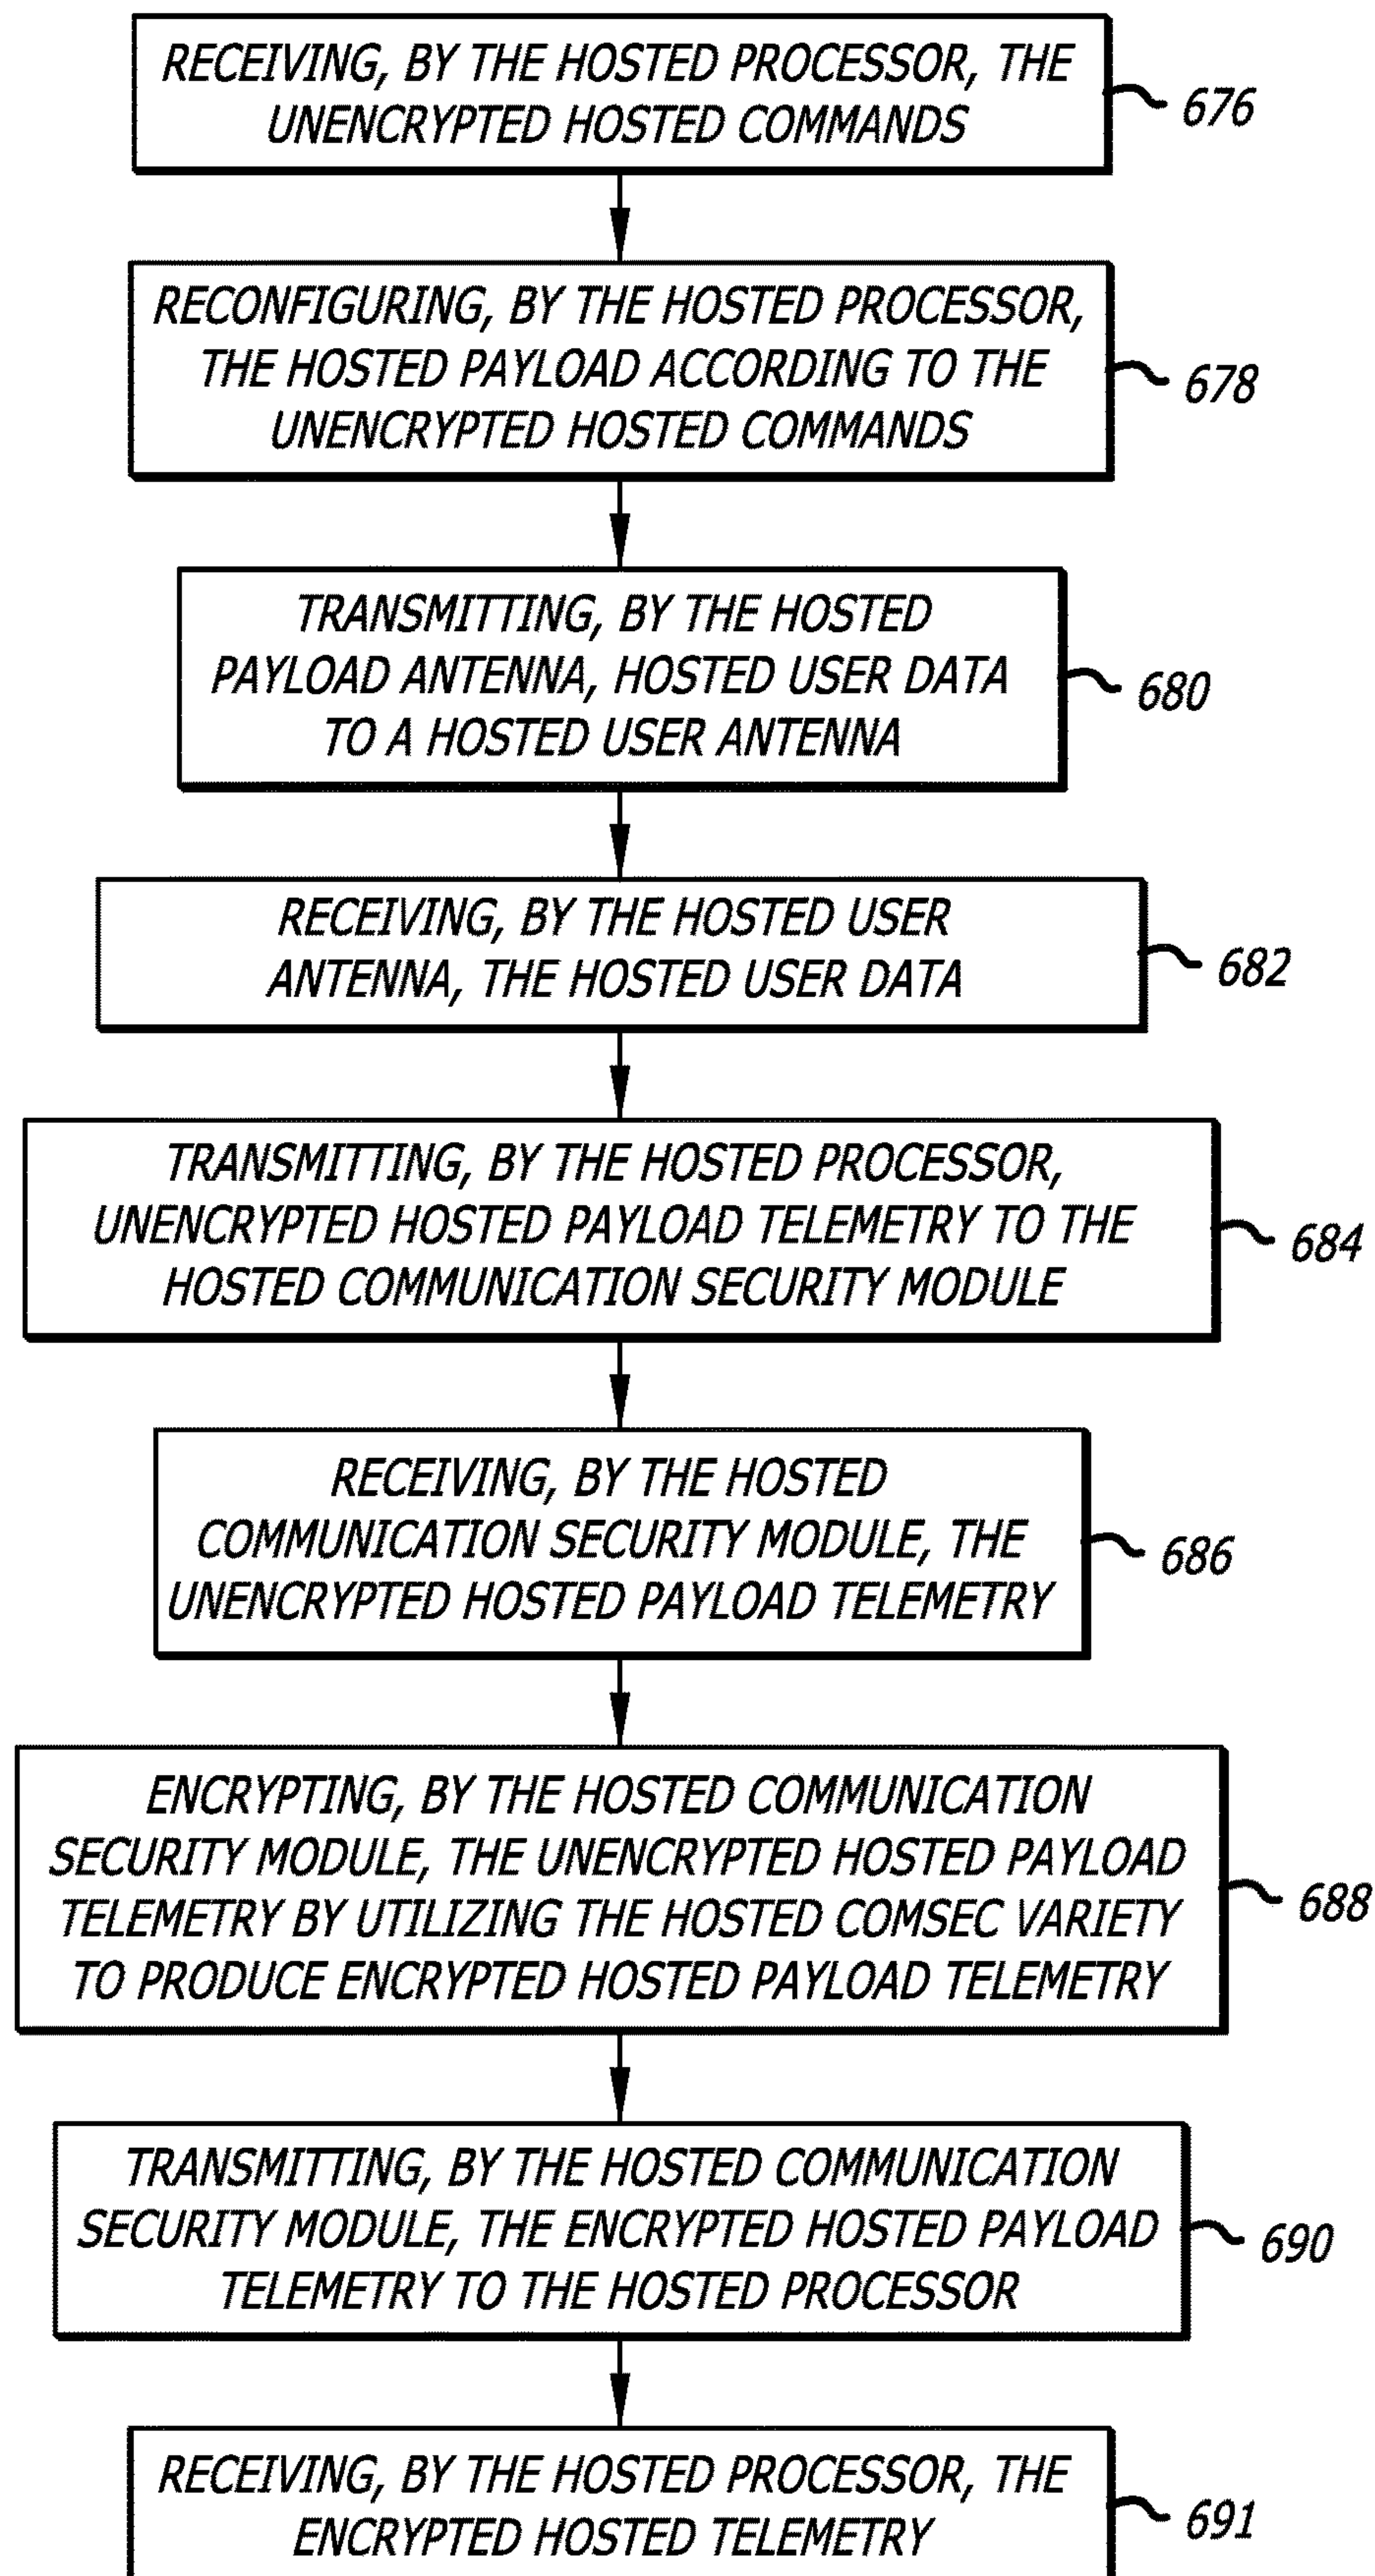 RECEIVING, BY THE HOSTED PROCESSOR, THE
UNENCRYPTED HOSTED COMMANDS
676
RECONFIGURING, BY THE HOSTED PROCESSOR,
THE HOSTED PAYLOAD ACCORDING TO THE
UNENCRYPTED HOSTED COMMANDS
678
TRANSMITTING, BY THE HOSTED
PAYLOAD ANTENNA, HOSTED USER DATA
TO A HOSTED USER ANTENNA
680
RECEIVING, BY THE HOSTED USER
ANTENNA, THE HOSTED USER DATA
682
TRANSMITTING, BY THE HOSTED PROCESSOR,
UNENCRYPTED HOSTED PAYLOAD TELEMETRY TO THE
HOSTED COMMUNICATION SECURITY MODULE
684
RECEIVING, BY THE HOSTED
COMMUNICATION SECURITY MODULE, THE
UNENCRYPTED HOSTED PAYLOAD TELEMETRY
686
ENCRYPTING, BY THE HOSTED COMMUNICATION
SECURITY MODULE, THE UNENCRYPTED HOSTED PAYLOAD
TELEMETRY BY UTILIZING THE HOSTED COMSEC VARIETY
TO PRODUCE ENCRYPTED HOSTED PAYLOAD TELEMETRY
688
TRANSMITTING, BY THE HOSTED COMMUNICATION
SECURITY MODULE, THE ENCRYPTED HOSTED PAYLOAD
TELEMETRY TO THE HOSTED PROCESSOR
690
RECEIVING, BY THE HOSTED PROCESSOR, THE
ENCRYPTED HOSTED TELEMETRY
691